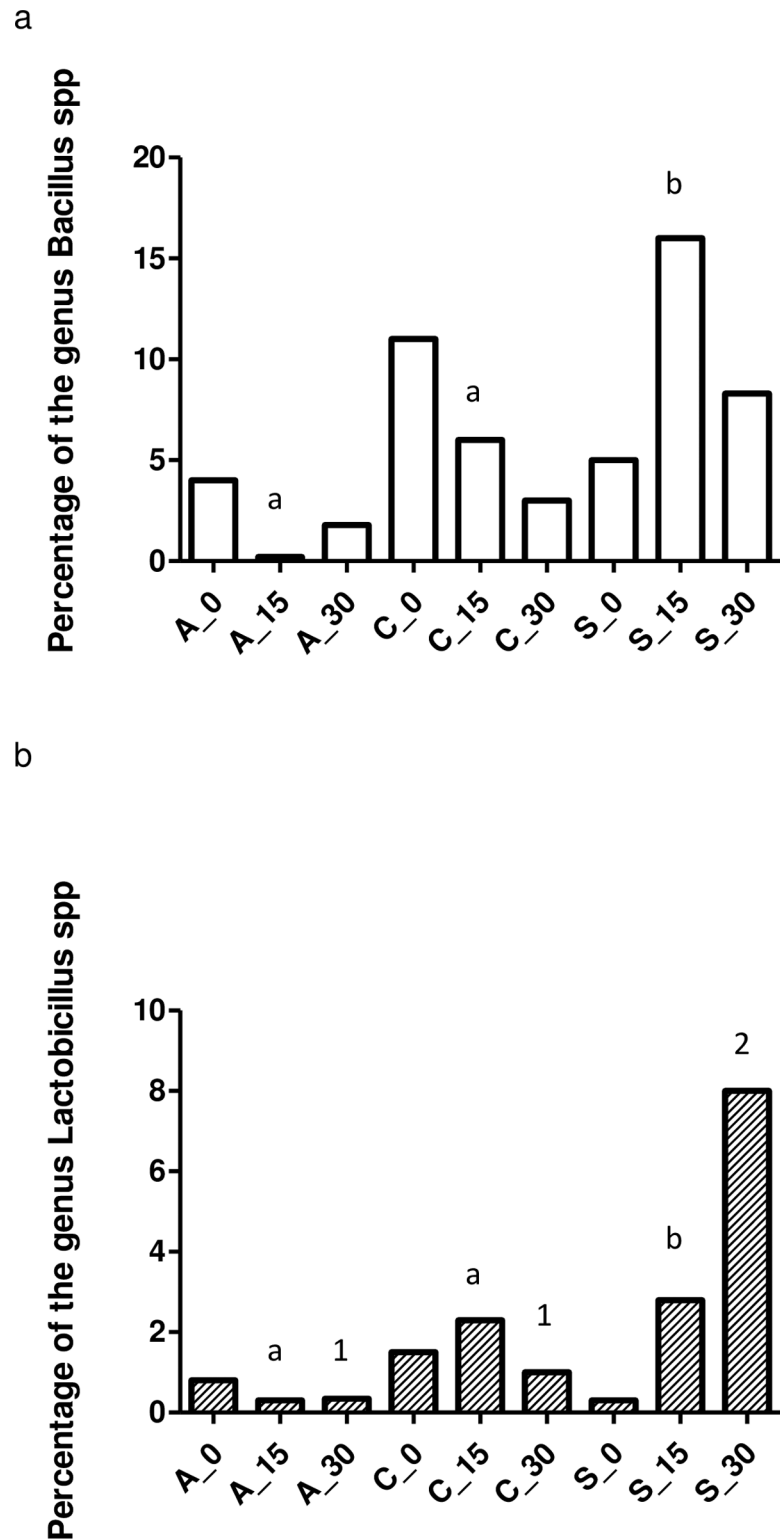 a
Percentage of the genus Bacillus spp
20
15
10
5
0
a
a
b
A_0
A_15
A_30
C_0
C_15
C_30
S_0
S_15
S_30
b
Percentage of the genus Lactobicillus spp
10
8
6
4
2
0
a
1
a
1
b
2
A_0
A_15
A_30
C_0
C_15
C_30
S_0
S_15
S_30